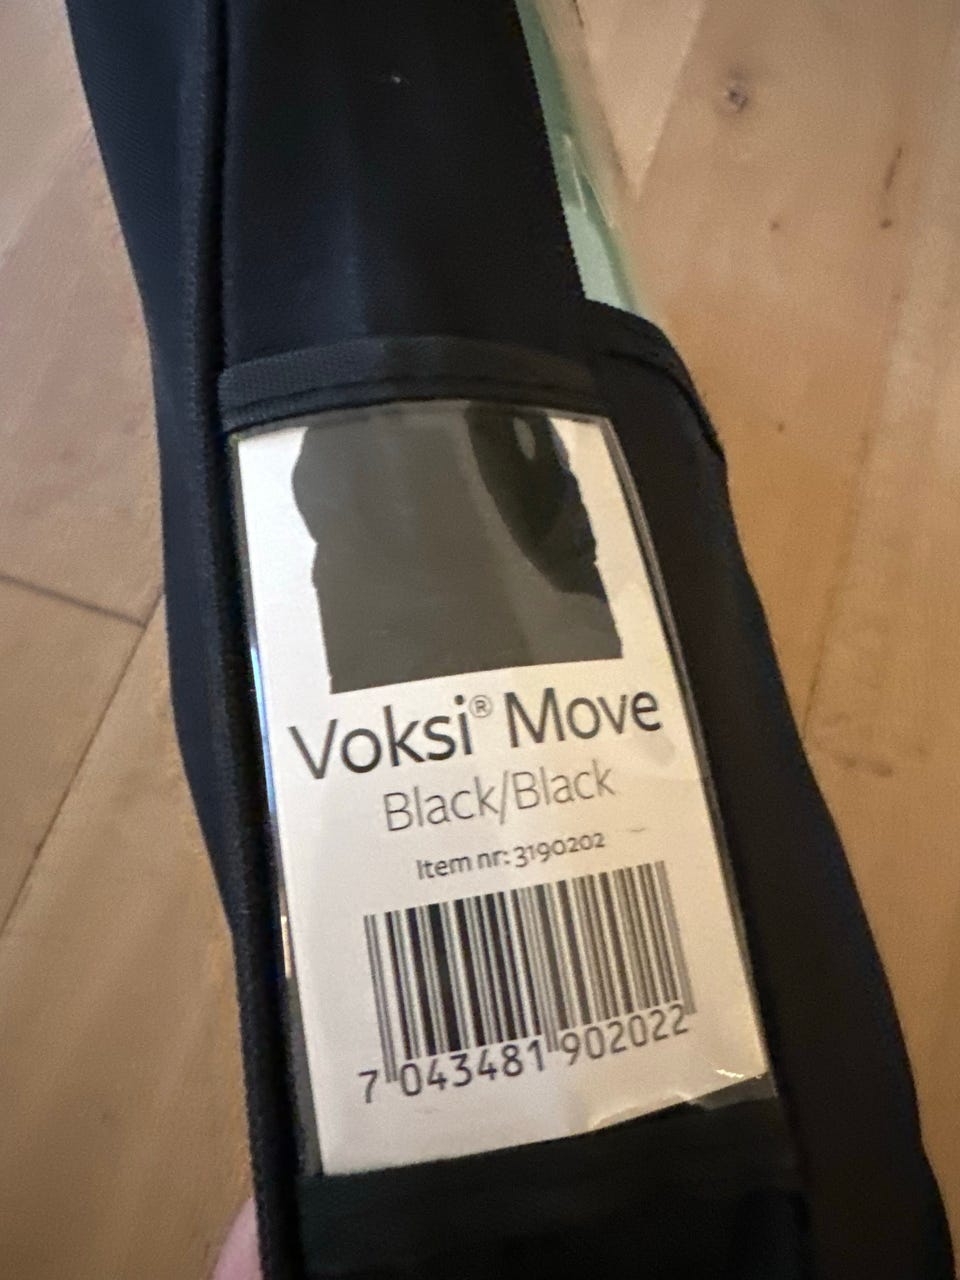 Voksi® Move
Black/Black
Item nr: 3190202
7 043481 902022